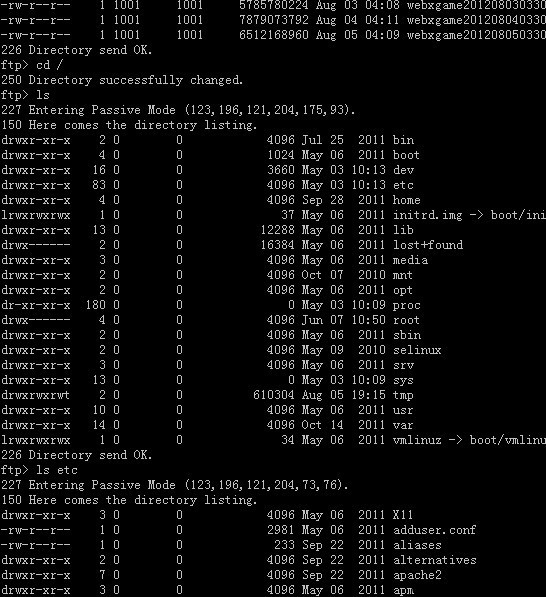 -rw-r--r-- 1 1001 1001 5785780224 Aug 03 04:08 webxgame201208030330
-rw-r--r-- 1 1001 1001 7879073792 Aug 04 04:11 webxgame201208040330
-rw-r--r-- 1 1001 1001 6512168960 Aug 05 04:09 webxgame201208050330
226 Directory send OK.
ftp> cd /
250 Directory successfully changed.
ftp> ls
227 Entering Passive Mode (123,196,121,204,175,93).
150 Here comes the directory listing.
drwxr-xr-x 2 0 0 4096 Jul 25 2011 bin
drwxr-xr-x 4 0 0 1024 May 06 2011 boot
drwxr-xr-x 16 0 0 3660 May 03 10:13 dev
drwxr-xr-x 83 0 0 4096 May 03 10:13 etc
drwxr-xr-x 4 0 0 4096 Sep 28 2011 home
lrwxrwxrwx 1 0 0 37 May 06 2011 initrd.img -> boot/ini
drwxr-xr-x 13 0 0 12288 May 06 2011 lib
drwx------ 2 0 0 16384 May 06 2011 lost+found
drwxr-xr-x 3 0 0 4096 May 06 2011 media
drwxr-xr-x 2 0 0 4096 Oct 07 2010 mnt
drwxr-xr-x 2 0 0 4096 May 06 2011 opt
dr-xr-xr-x 180 0 0 0 May 03 10:09 proc
drwx------ 4 0 0 4096 Jun 07 10:50 root
drwxr-xr-x 2 0 0 4096 May 06 2011 sbin
drwxr-xr-x 2 0 0 4096 May 09 2010 selinux
drwxr-xr-x 3 0 0 4096 May 06 2011 srv
drwxr-xr-x 13 0 0 0 May 03 10:09 sys
drwxrwxrwt 2 0 0 610304 Aug 05 19:15 tmp
drwxr-xr-x 10 0 0 4096 May 06 2011 usr
drwxr-xr-x 14 0 0 4096 Oct 14 2011 var
lrwxrwxrwx 1 0 0 34 May 06 2011 vmlinuz -> boot/vmlinu
226 Directory send OK.
ftp> ls etc
227 Entering Passive Mode (123,196,121,204,73,76).
150 Here comes the directory listing.
drwxr-xr-x 3 0 0 4096 May 06 2011 X11
-rw-r--r-- 1 0 0 2981 May 06 2011 adduser.conf
-rw-r--r-- 1 0 0 233 Sep 22 2011 aliases
drwxr-xr-x 2 0 0 4096 Sep 22 2011 alternatives
drwxr-xr-x 7 0 0 4096 Sep 22 2011 apache2
drwxr-xr-x 3 0 0 4096 May 06 2011 apm